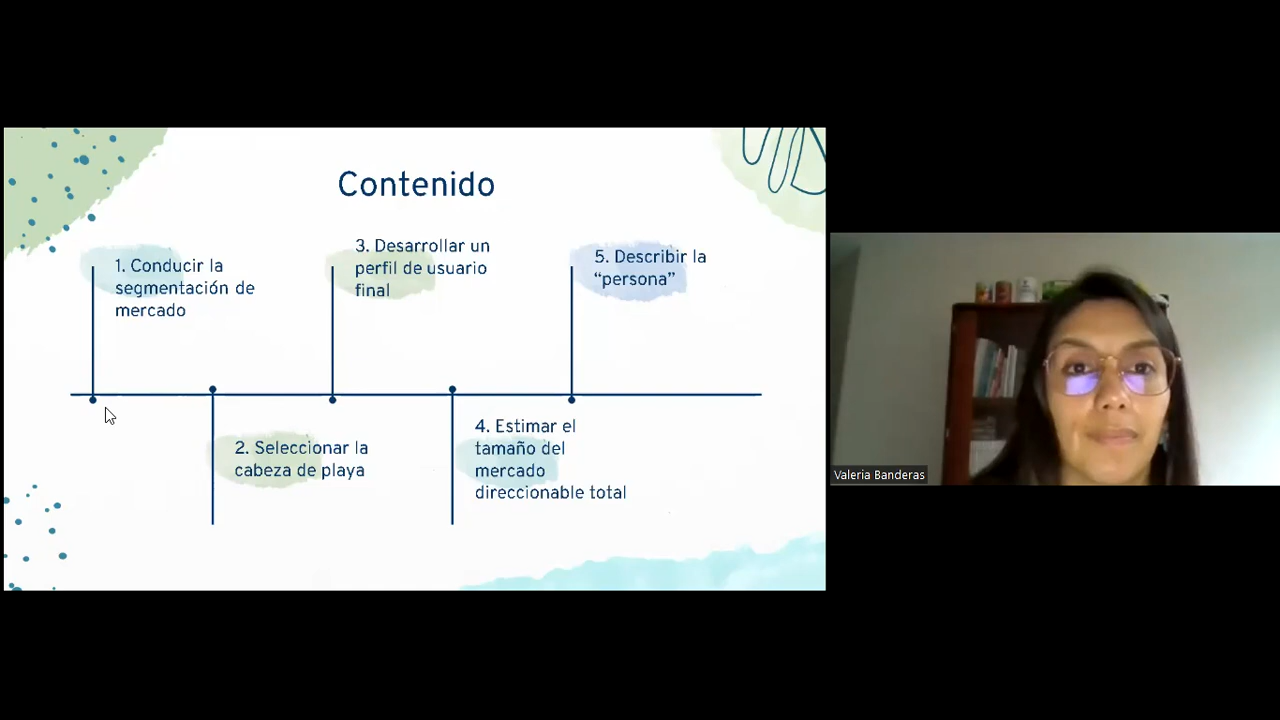 Contenido
1. Conducir la
segmentación de
mercado
2. Seleccionar la
cabeza de playa
3. Desarrollar un
perfil de usuario
final
4. Estimar el
tamaño del
mercado
direccionable total
5. Describir la
“persona”
Valeria Banderas